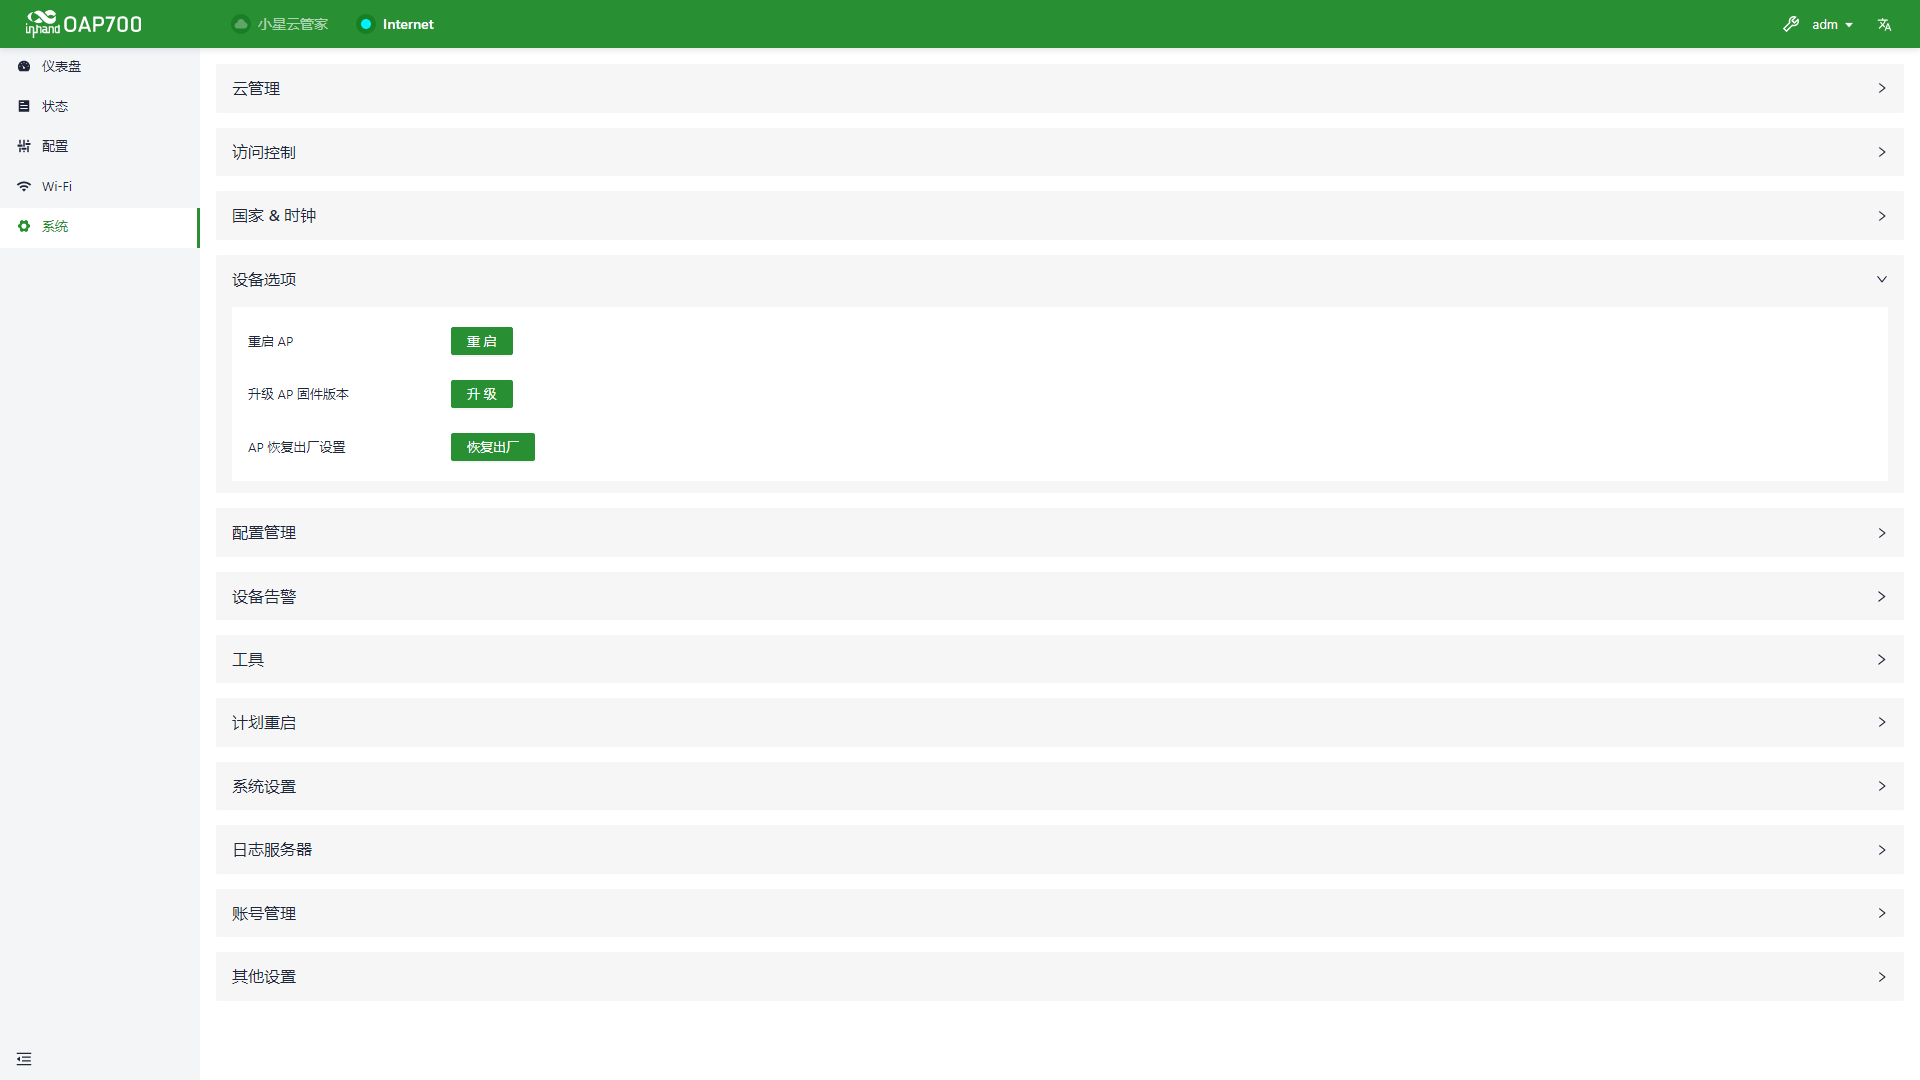 inhand OAP700
小星云管家
Internet
adm
仪表盘
状态
配置
Wi-Fi
系统
云管理
访问控制
国家 & 时钟
设备选项
重启 AP
重 启
升级 AP 固件版本
升 级
AP 恢复出厂设置
恢复出厂
配置管理
设备告警
工具
计划重启
系统设置
日志服务器
账号管理
其他设置